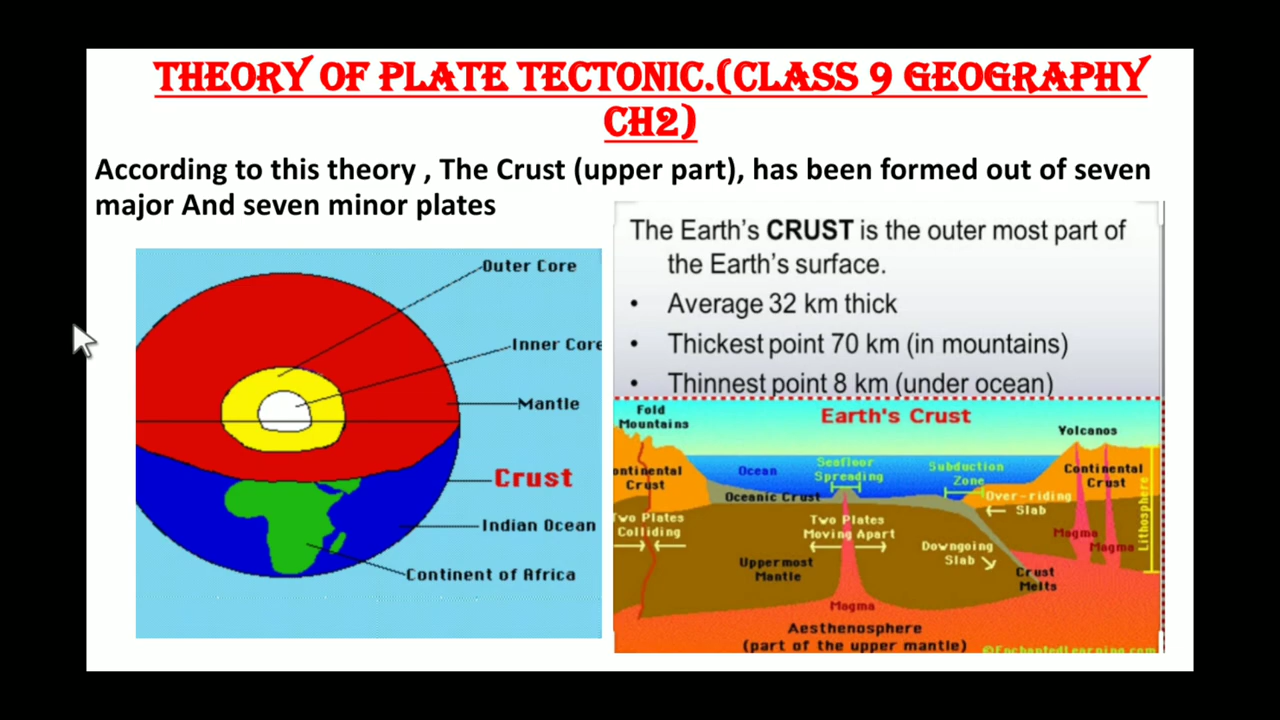 THEORY OF PLATE TECTONIC.(CLASS 9 GEOGRAPHY
CH2)
According to this theory , The Crust (upper part), has been formed out of seven
major And seven minor plates
Outer Core
Inner Core
Mantle
Crust
Indian Ocean
Continent of Africa
The Earth's CRUST is the outer most part of
the Earth's surface.
• Average 32 km thick
• Thickest point 70 km (in mountains)
• Thinnest point 8 km (under ocean)
Earth's Crust
Fold
Mountains
Volcanos
ontinental
Crust
Ocean
Oceanic Crust
Seafloor
Spreading
Subduction
Zone
Continental
Crust
Over-riding
Slab
Lithosphere
Two Plates
Colliding
Two Plates
Moving Apart
Downgoing
Slab
Magma
Magma
Uppermost
Mantle
Crust
Melts
Magma
Aesthenosphere
(part of the upper mantle)
©EnchantedLearning.com